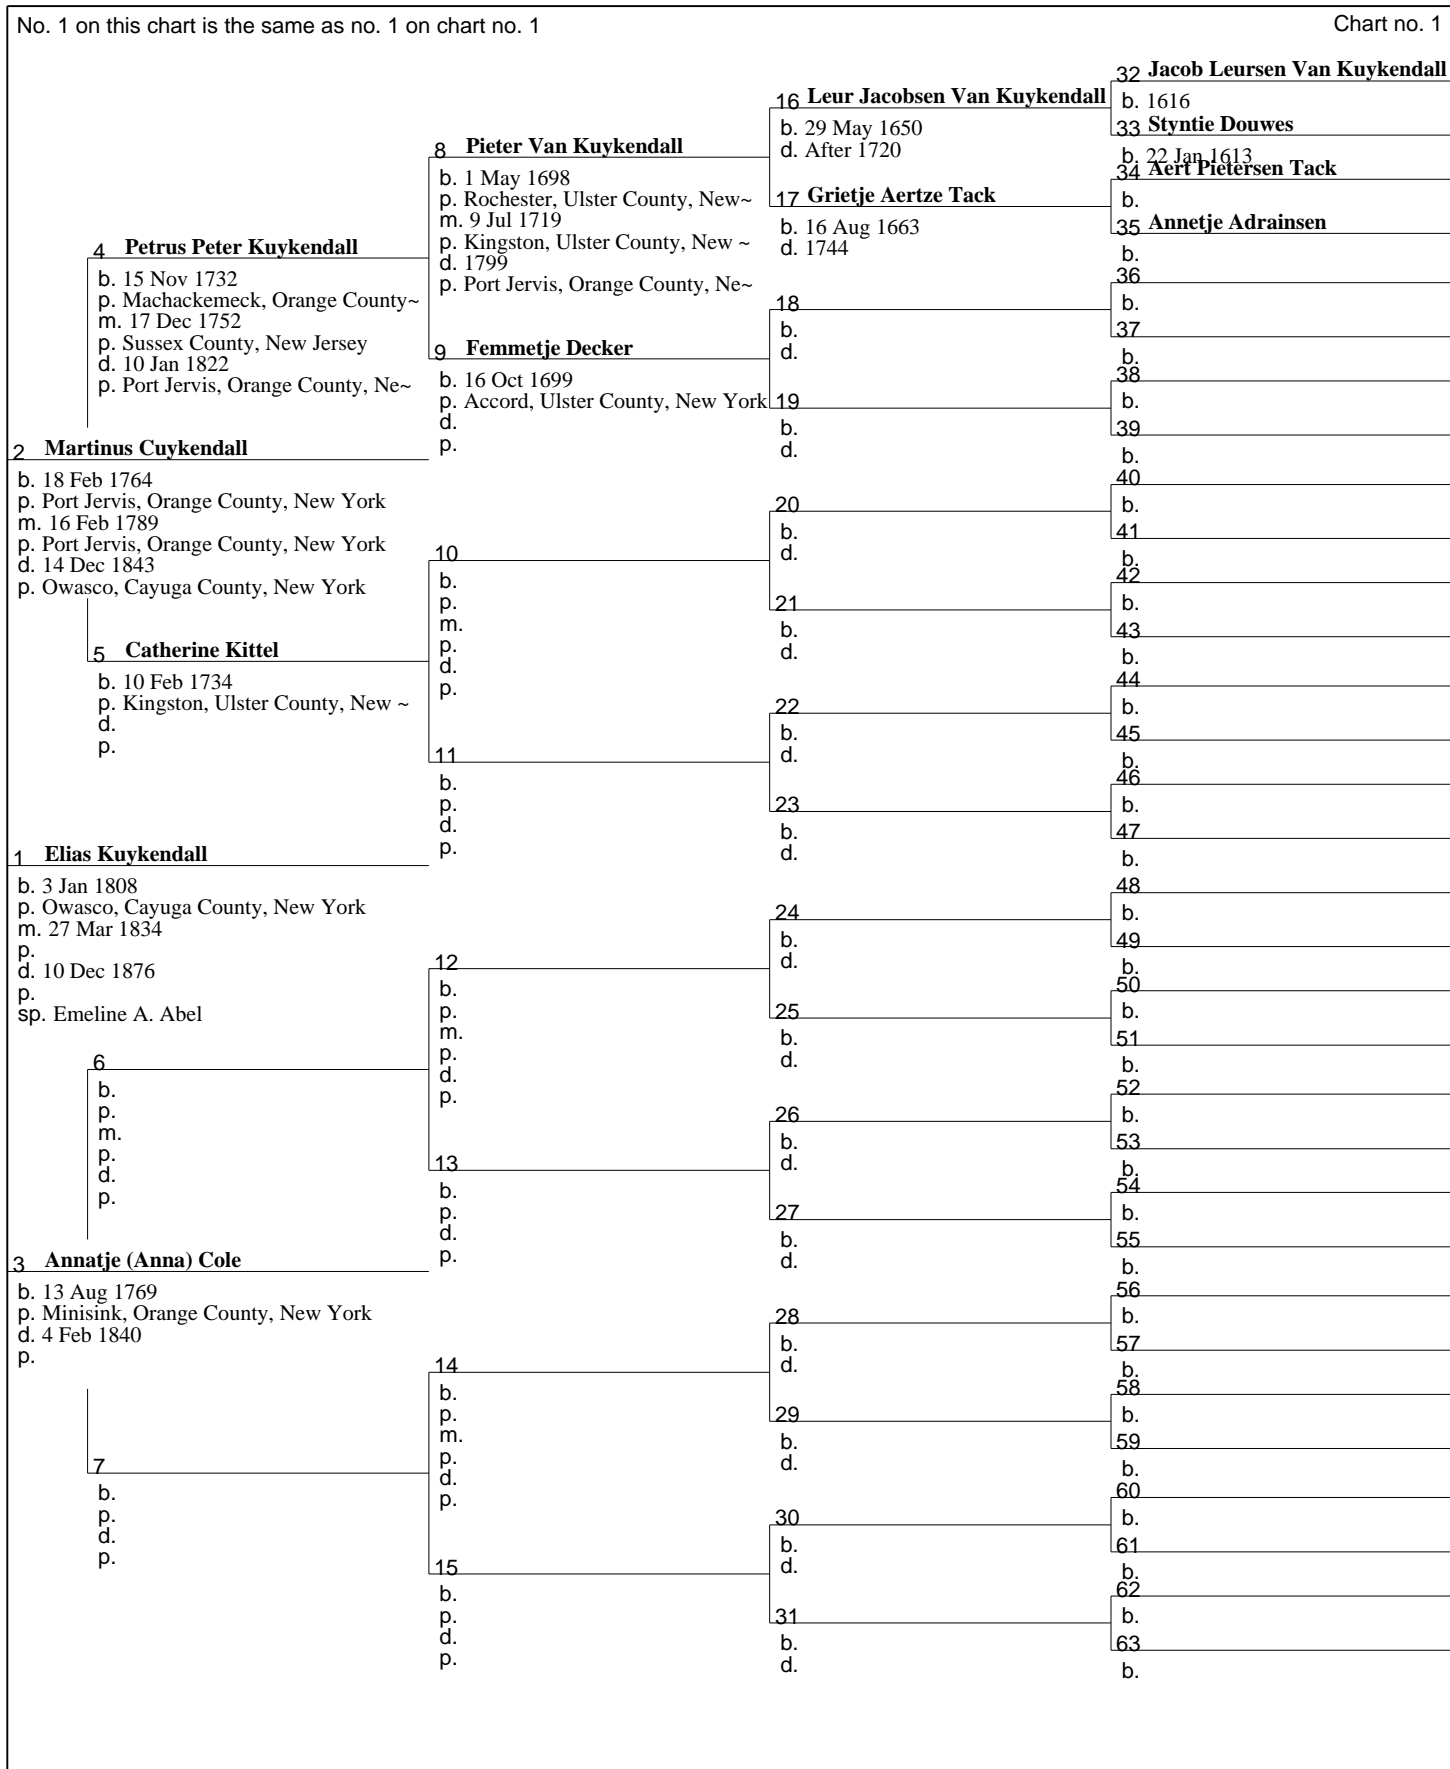 No. 1 on this chart is the same as no. 1 on chart no. 1
Chart no. 1
2 Martinus Cuykendall
b. 18 Feb 1764
p. Port Jervis, Orange County, New York
m. 16 Feb 1789
p. Port Jervis, Orange County, New York
d. 14 Dec 1843
p. Owasco, Cayuga County, New York
1 Elias Kuykendall
b. 3 Jan 1808
p. Owasco, Cayuga County, New York
m. 27 Mar 1834
p.
d. 10 Dec 1876
p.
sp. Emeline A. Abel
3 Annatje (Anna) Cole
b. 13 Aug 1769
p. Minisink, Orange County, New York
d. 4 Feb 1840
p.
4 Petrus Peter Kuykendall
b. 15 Nov 1732
p. Machackemeck, Orange County~
m. 17 Dec 1752
p. Sussex County, New Jersey
d. 10 Jan 1822
p. Port Jervis, Orange County, Ne~
5 Catherine Kittel
b. 10 Feb 1734
p. Kingston, Ulster County, New ~
d.
p.
6
b.
p.
m.
p.
d.
p.
7
b.
p.
d.
p.
8 Pieter Van Kuykendall
b. 1 May 1698
p. Rochester, Ulster County, New~
m. 9 Jul 1719
p. Kingston, Ulster County, New ~
d. 1799
p. Port Jervis, Orange County, Ne~
9 Femmetje Decker
b. 16 Oct 1699
p. Accord, Ulster County, New York
d.
p.
10
b.
p.
m.
p.
d.
p.
11
b.
p.
d.
p.
12
b.
p.
m.
p.
d.
p.
13
b.
p.
d.
p.
14
b.
p.
m.
p.
d.
p.
15
b.
p.
d.
p.
16 Leur Jacobsen Van Kuykendall
b. 29 May 1650
d. After 1720
17 Grietje Aertze Tack
b. 16 Aug 1663
d. 1744
18
b.
d.
19
b.
d.
20
b.
d.
21
b.
d.
22
b.
d.
23
b.
d.
24
b.
d.
25
b.
d.
26
b.
d.
27
b.
d.
28
b.
d.
29
b.
d.
30
b.
d.
31
b.
d.
32 Jacob Leursen Van Kuykendall
b. 1616
33 Styntie Douwes
b. 22 Jan 1613
34 Aert Pietersen Tack
b.
35 Annetje Adrainsen
b.
36
b.
37
b.
38
b.
39
b.
40
b.
41
b.
42
b.
43
b.
44
b.
45
b.
46
b.
47
b.
48
b.
49
b.
50
b.
51
b.
52
b.
53
b.
54
b.
55
b.
56
b.
57
b.
58
b.
59
b.
60
b.
61
b.
62
b.
63
b.